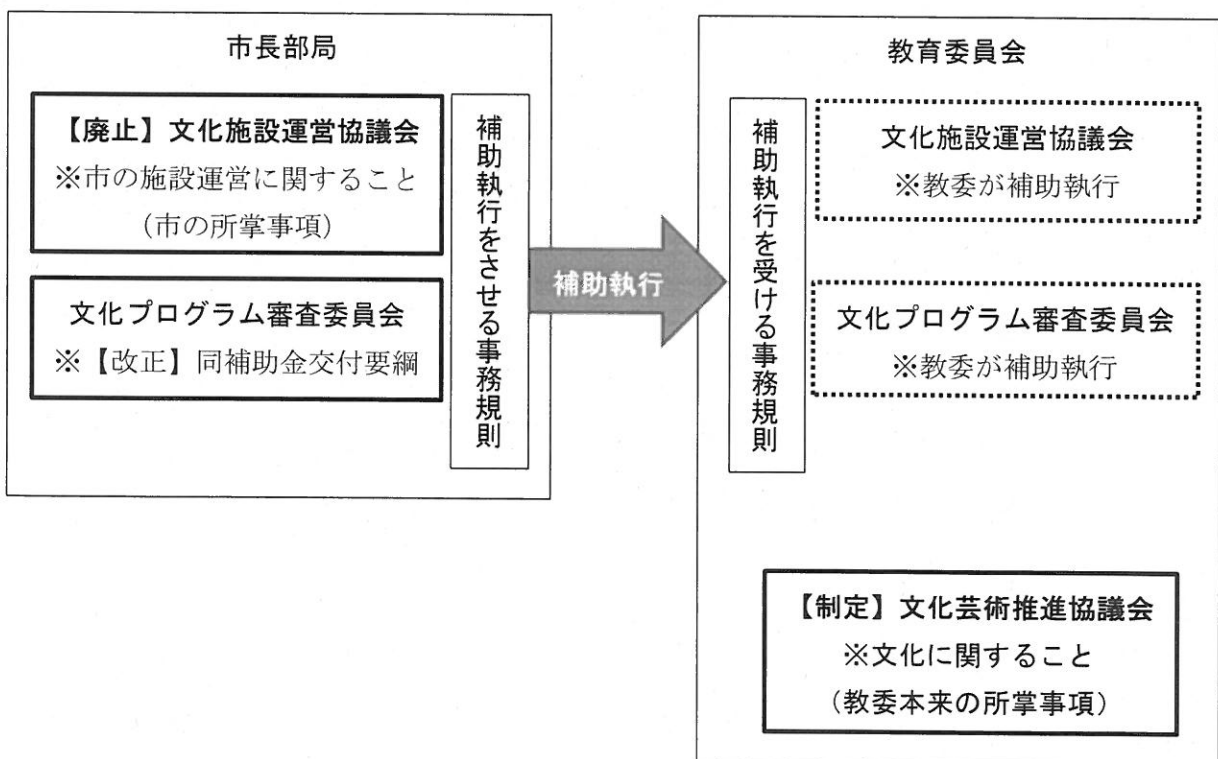 市長部局
【廃止】文化施設運営協議会
※市の施設運営に関すること
（市の所掌事項）
文化プログラム審査委員会
※【改正】同補助金交付要綱
補助執行をさせる事務規則
補助執行
教育委員会
補助執行を受ける事務規則
文化施設運営協議会
※教委が補助執行
文化プログラム審査委員会
※教委が補助執行
【制定】文化芸術推進協議会
※文化に関すること
（教委本来の所掌事項）